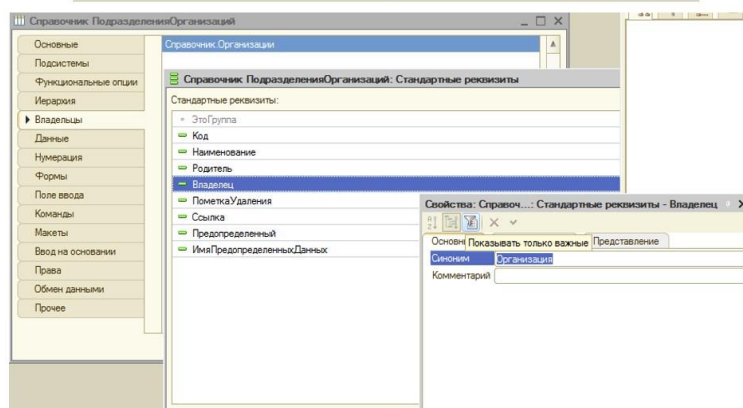 Справочник ПодразделенияОрганизаций
Основные
Подсистемы
Функциональные опции
Иерархия
Владельцы
Данные
Нумерация
Формы
Поле ввода
Команды
Макеты
Ввод на основании
Права
Обмен данными
Прочее
Справочник.Организации
Справочник ПодразделенияОрганизаций: Стандартные реквизиты
Стандартные реквизиты:
ЭтоГруппа
Код
Наименование
Родитель
Владелец
ПометкаУдаления
Ссылка
Предопределенный
ИмяПредопределенныхДанных
Свойства: Справоч...: Стандартные реквизиты - Владелец
Основн Показывать только важные Представление
Синоним Организация
Комментарий